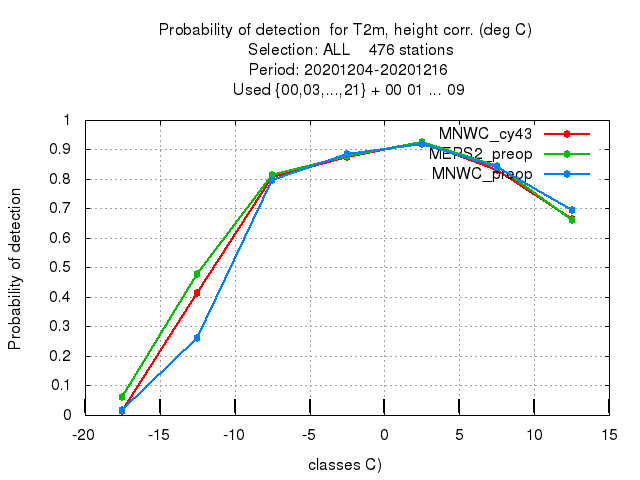 Probability of detection  for T2m, height corr. (deg C)
Selection: ALL    476 stations
Period: 20201204-20201216
Used {00,03,...,21} + 00 01 ... 09
1
0.9
0.8
0.7
0.6
0.5
0.4
0.3
0.2
0.1
0
Probability of detection
MNWC_cy43
MEPS2_preop
MNWC_preop
-20
-15
-10
-5
0
5
10
15
classes C)